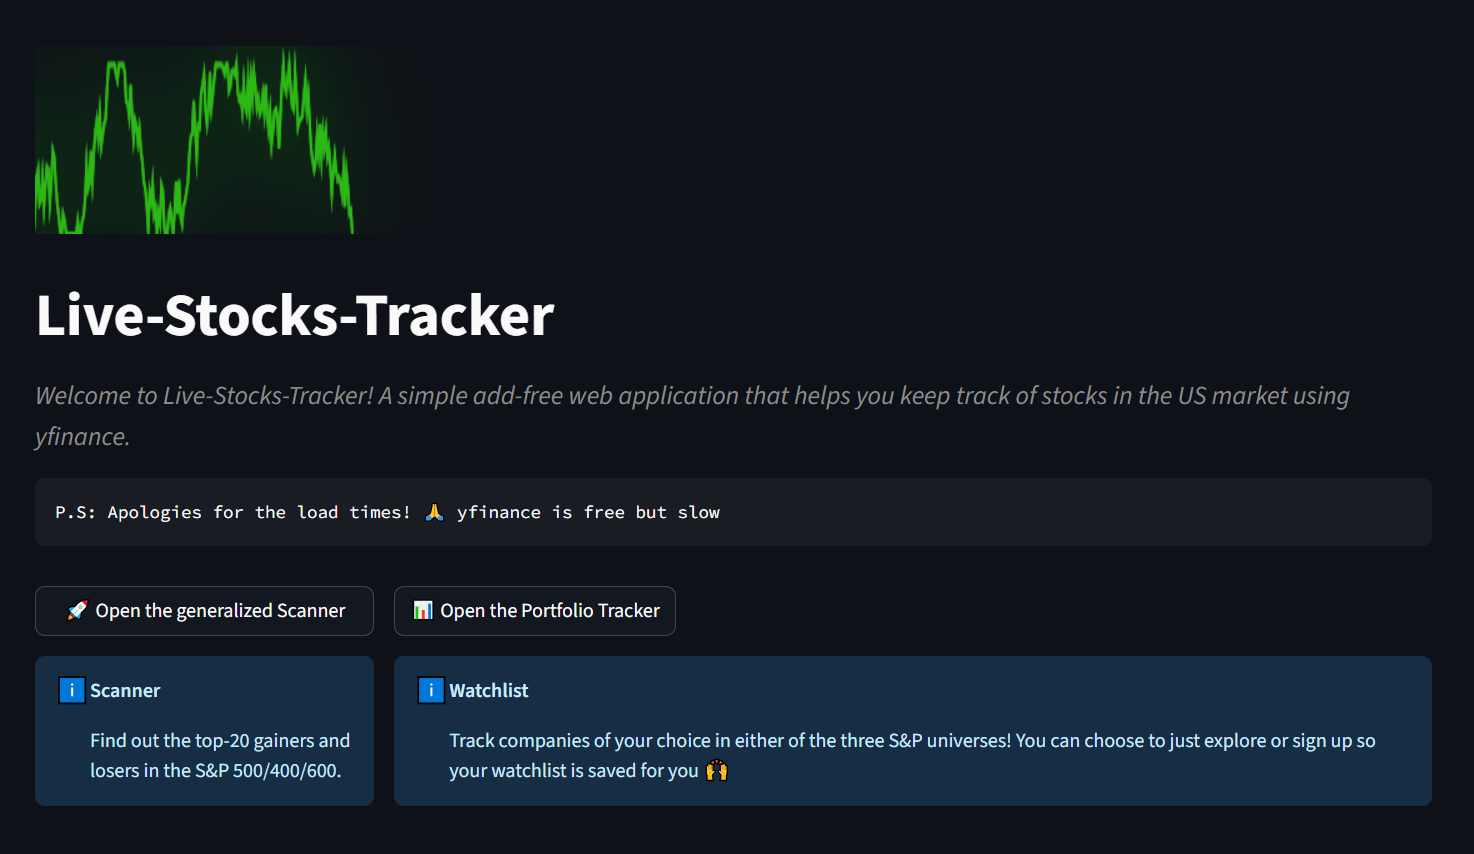 Live-Stocks-Tracker
Welcome to Live-Stocks-Tracker! A simple add-free web application that helps you keep track of stocks in the US market using
yfinance.
P.S: Apologies for the load times! 🙏 yfinance is free but slow
🚀 Open the generalized Scanner
📊 Open the Portfolio Tracker
ℹ️ Scanner
Find out the top-20 gainers and
losers in the S&P 500/400/600.
ℹ️ Watchlist
Track companies of your choice in either of the three S&P universes! You can choose to just explore or sign up so
your watchlist is saved for you 🙌